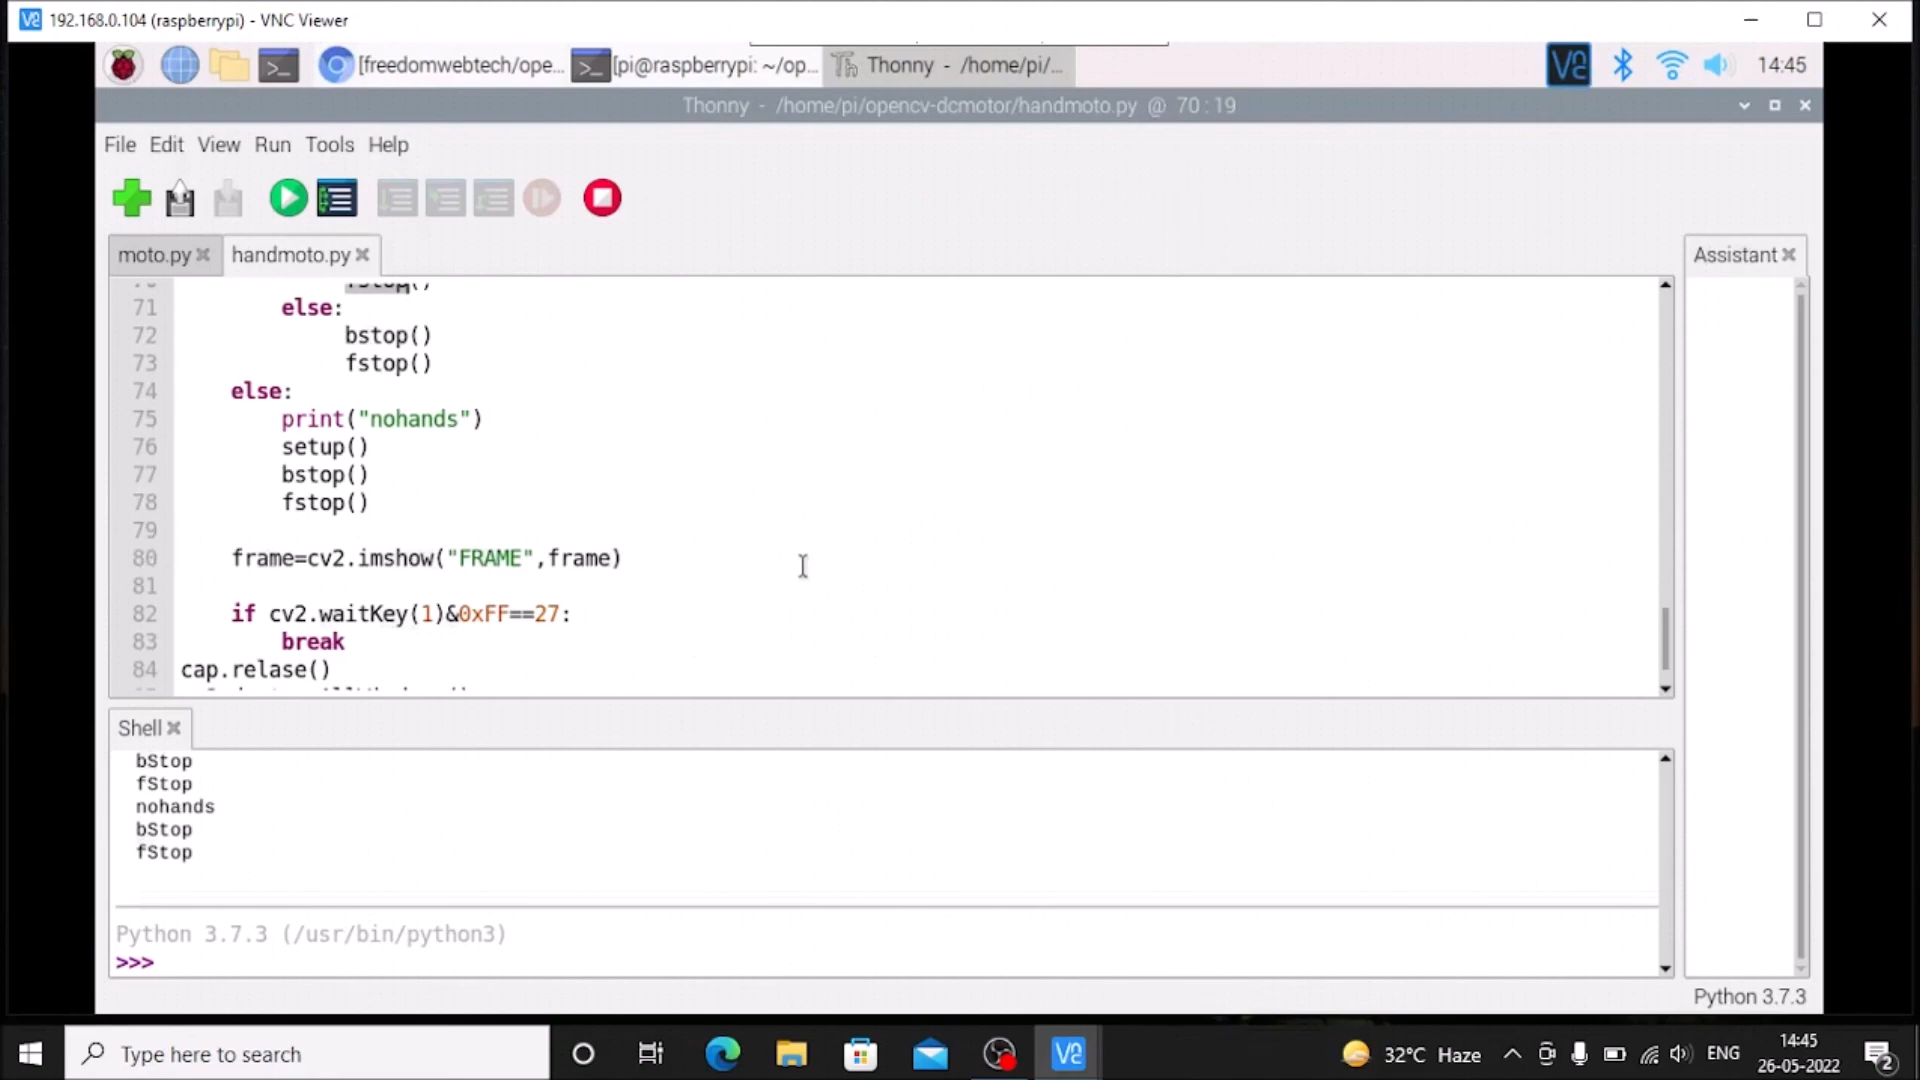 192.168.0.104 (raspberrypi) - VNC Viewer
[freedomwebtech/ope...
[pi@raspberrypi: ~/op...
Thonny - /home/pi/...
14:45
Thonny - /home/pi/opencv-dcmotor/handmoto.py @ 70:19
File Edit View Run Tools Help
moto.py
handmoto.py
Assistant
71 else:
72 bstop()
73 fstop()
74 else:
75 print("nohands")
76 setup()
77 bstop()
78 fstop()
79
80 frame=cv2.imshow("FRAME",frame)
81
82 if cv2.waitKey(1)&0xFF==27:
83 break
84 cap.relase()
Shell
bStop
fStop
nohands
bStop
fStop
Python 3.7.3 (/usr/bin/python3)
>>>
Python 3.7.3
Type here to search
32°C Haze
ENG
14:45
26-05-2022
2